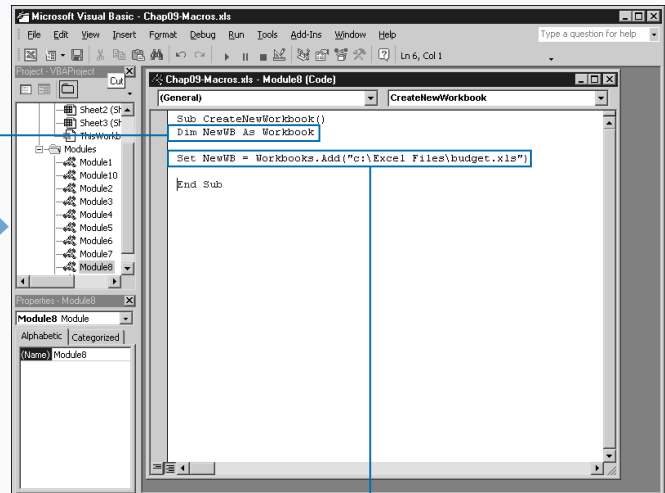 Microsoft Visual Basic - Chap09-Macros.xls
File Edit View Insert Format Debug Run Tools Add-Ins Window Help
Type a question for help
Ln 6, Col 1
Project - VBAProject
Cut
Sheet2 (Sh
Sheet3 (Sh
ThisWorkb
Modules
Module1
Module10
Module2
Module3
Module4
Module5
Module6
Module7
Module8
Properties - Module8
Module8 Module
Alphabetic Categorized
(Name) Module8
Chap09-Macros.xls - Module8 (Code)
(General)
CreateNewWorkbook
Sub CreateNewWorkbook()
Dim NewWB As Workbook
Set NewWB = Workbooks.Add("c:\Excel Files\budget.xls")
End Sub